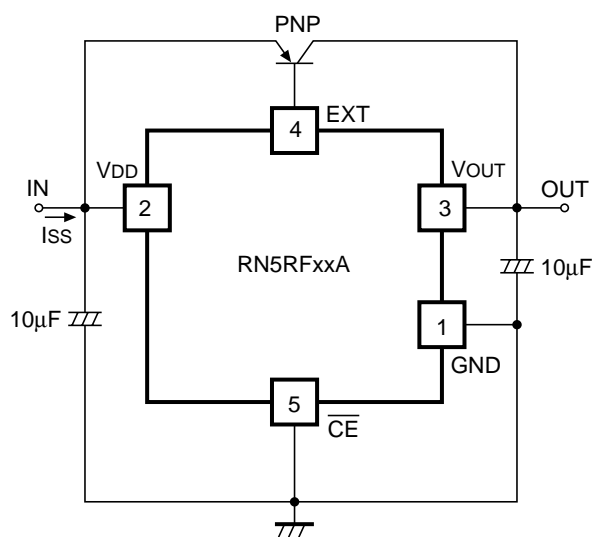 PNP
4
EXT
VDD
VOUT
IN
2
3
OUT
ISS
RN5RFxxA
10µF
10µF
1
GND
5
CE